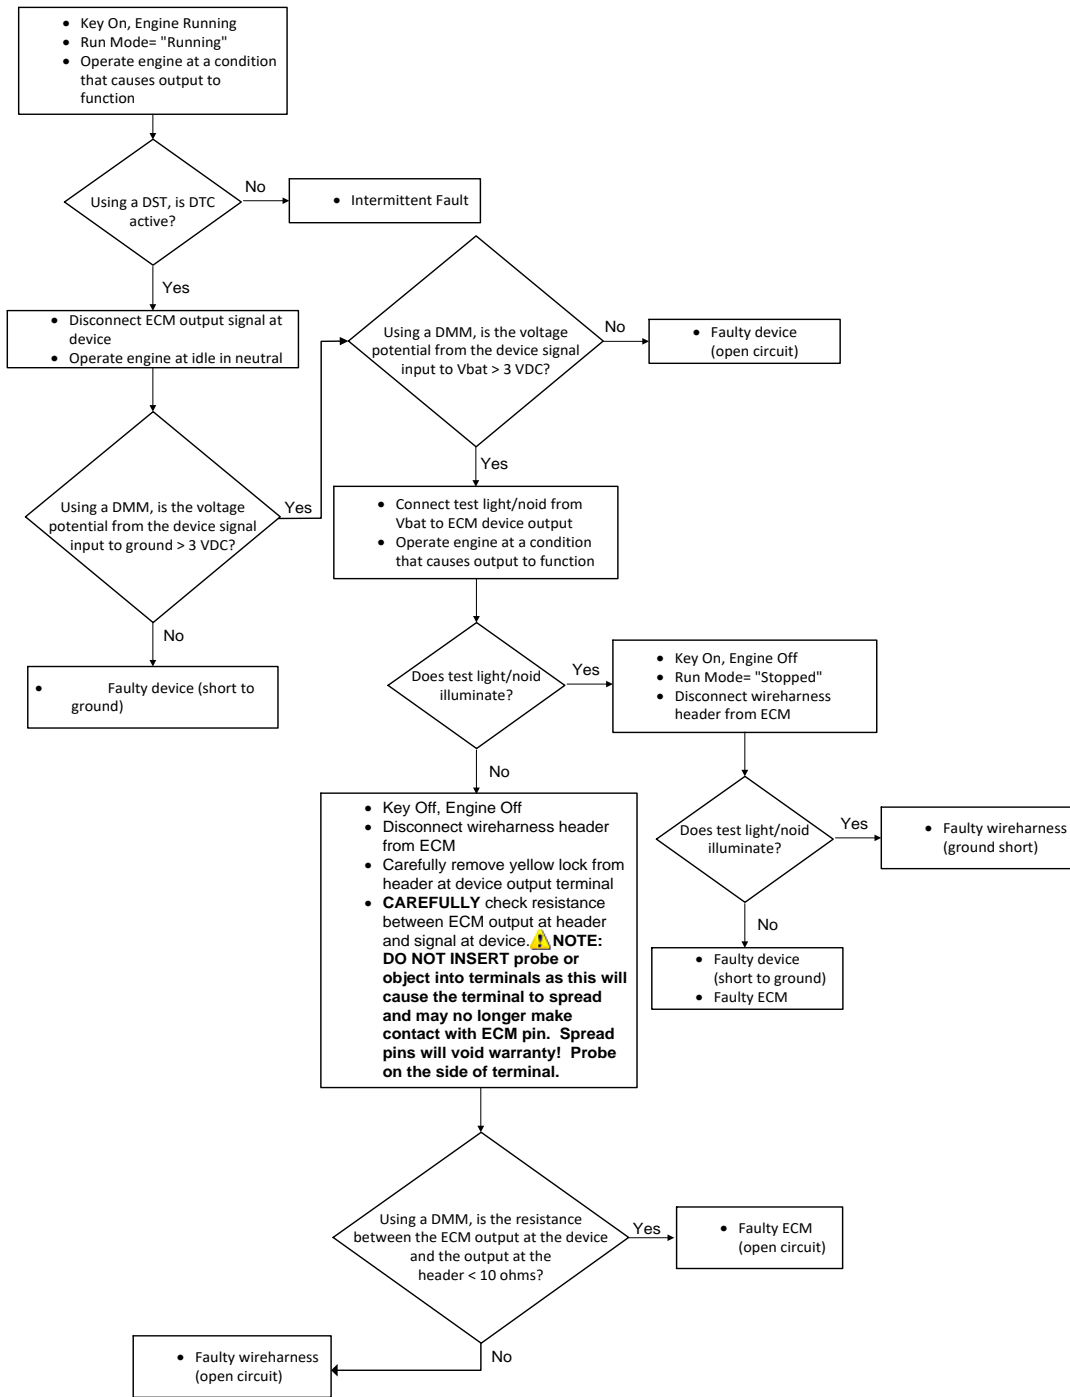 • Key On, Engine Running
• Run Mode= "Running"
• Operate engine at a condition
that causes output to
function
Using a DST, is DTC
active?
No
• Intermittent Fault
Yes
• Disconnect ECM output signal at
device
• Operate engine at idle in neutral
Using a DMM, is the voltage
potential from the device signal
input to ground > 3 VDC?
Yes
No
• Faulty device (short to
ground)
Using a DMM, is the voltage
potential from the device signal
input to Vbat > 3 VDC?
No
• Faulty device
(open circuit)
Yes
• Connect test light/noid from
Vbat to ECM device output
• Operate engine at a condition
that causes output to function
Does test light/noid
illuminate?
Yes
• Key On, Engine Off
• Run Mode= "Stopped"
• Disconnect wireharness
header from ECM
Does test light/noid
illuminate?
Yes
• Faulty wireharness
(ground short)
No
• Faulty device
(short to ground)
• Faulty ECM
No
• Key Off, Engine Off
• Disconnect wireharness header
from ECM
• Carefully remove yellow lock from
header at device output terminal
• CAREFULLY check resistance
between ECM output at header
and signal at device. NOTE:
DO NOT INSERT probe or
object into terminals as this will
cause the terminal to spread
and may no longer make
contact with ECM pin. Spread
pins will void warranty! Probe
on the side of terminal.
Using a DMM, is the resistance
between the ECM output at the device
and the output at the
header < 10 ohms?
Yes
• Faulty ECM
(open circuit)
No
• Faulty wireharness
(open circuit)